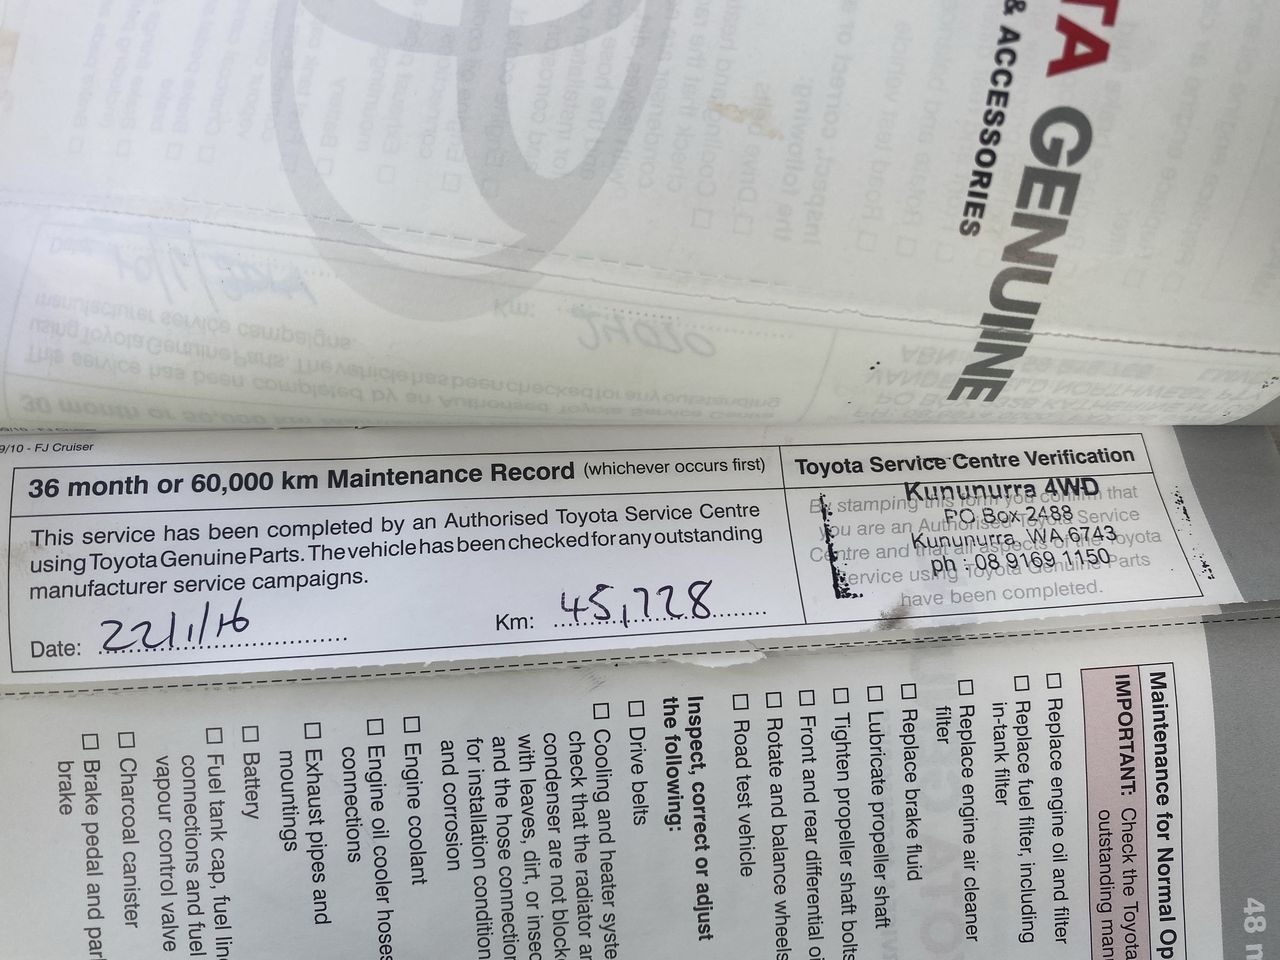 TA GENUINE
& ACCESSORIES
9/10 - FJ Cruiser
36 month or 60,000 km Maintenance Record (whichever occurs first)
This service has been completed by an Authorised Toyota Service Centre
using Toyota Genuine Parts. The vehicle has been checked for any outstanding
manufacturer service campaigns.
Date: 22/1/16
Km: 45,728
Toyota Service Centre Verification
By stamping this form you confirm that
you are an Authorised Toyota Service
Centre and that all aspects of the Toyota
Service using Toyota Genuine Parts
have been completed.
Kununurra 4WD
P.O. Box 2488
Kununurra, WA 6743
ph : 08 9169 1150
48
Maintenance for Normal Op
IMPORTANT: Check the Toyota
outstanding man
☐ Replace engine oil and filter
☐ Replace fuel filter, including
in-tank filter
☐ Replace engine air cleaner
filter
☐ Replace brake fluid
☐ Lubricate propeller shaft
☐ Tighten propeller shaft bolts
☐ Front and rear differential oi
☐ Rotate and balance wheels
☐ Road test vehicle
Inspect, correct or adjust
the following:
☐ Drive belts
☐ Cooling and heater syste
check that the radiator a
condenser are not block
with leaves, dirt, or insec
and the hose connection
for installation condition
and corrosion
☐ Engine coolant
☐ Engine oil cooler hoses
connections
☐ Exhaust pipes and
mountings
☐ Battery
☐ Fuel tank cap, fuel lin
connections and fuel
vapour control valve
☐ Charcoal canister
☐ Brake pedal and par
brake